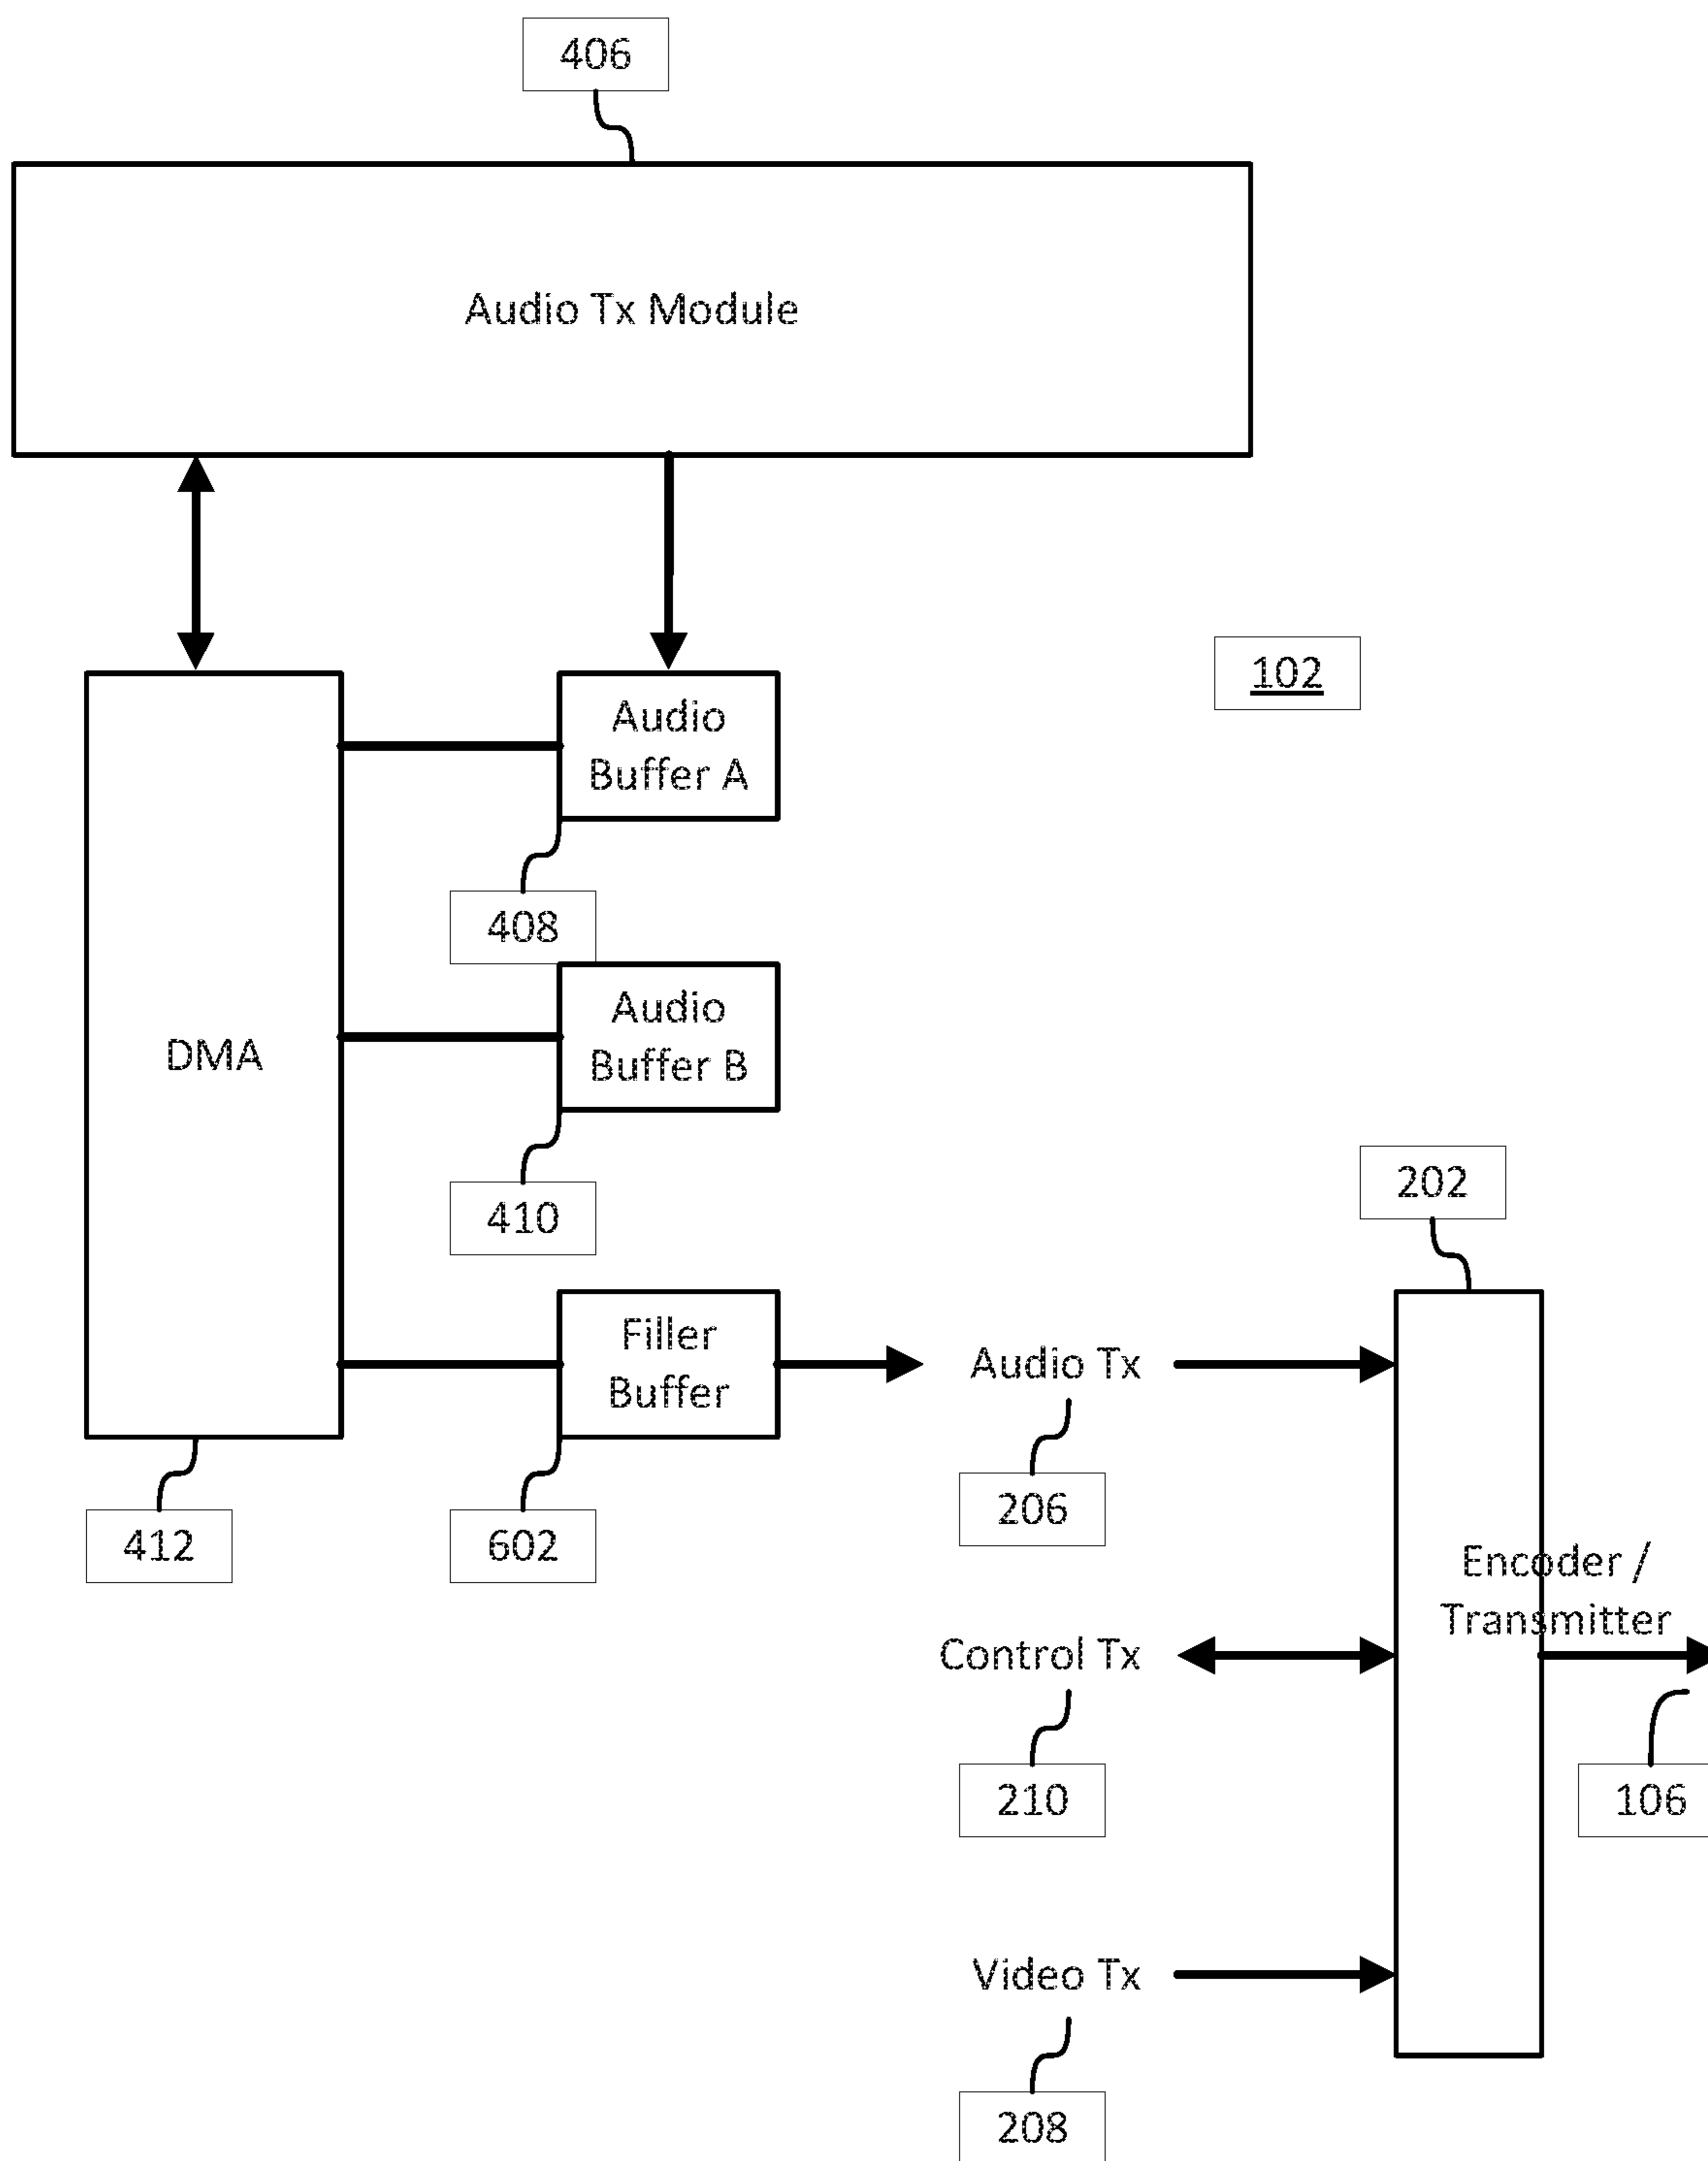 406
Audio Tx Module
102
Audio
Buffer A
408
Audio
Buffer B
DMA
410
202
Filler
Buffer
Audio Tx
206
412
602
Encoder /
Transmitter
Control Tx
210
106
Video Tx
208